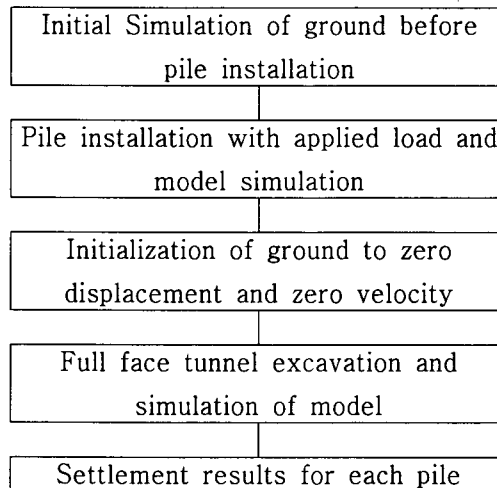 Initial Simulation of ground before
pile installation
Pile installation with applied load and
model simulation
Initialization of ground to zero
displacement and zero velocity
Full face tunnel excavation and
simulation of model
Settlement results for each pile